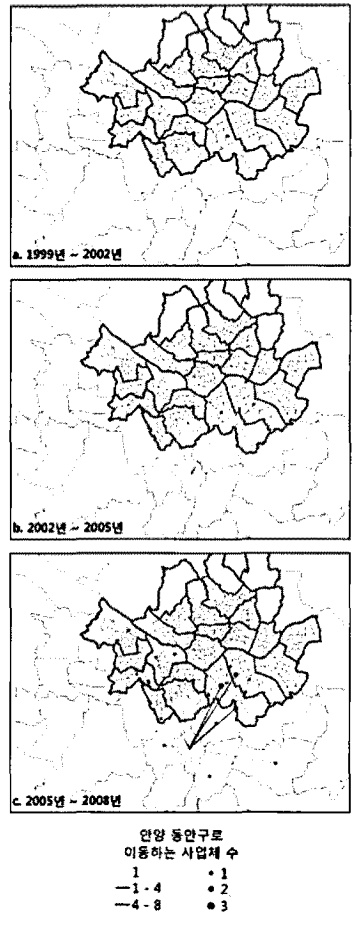 a. 1999년 ~ 2002년
b. 2002년 ~ 2005년
c. 2005년 ~ 2008년
안양 동안구로
이동하는 사업체 수
1 • 1
— 1 - 4 • 2
— 4 - 8 • 3